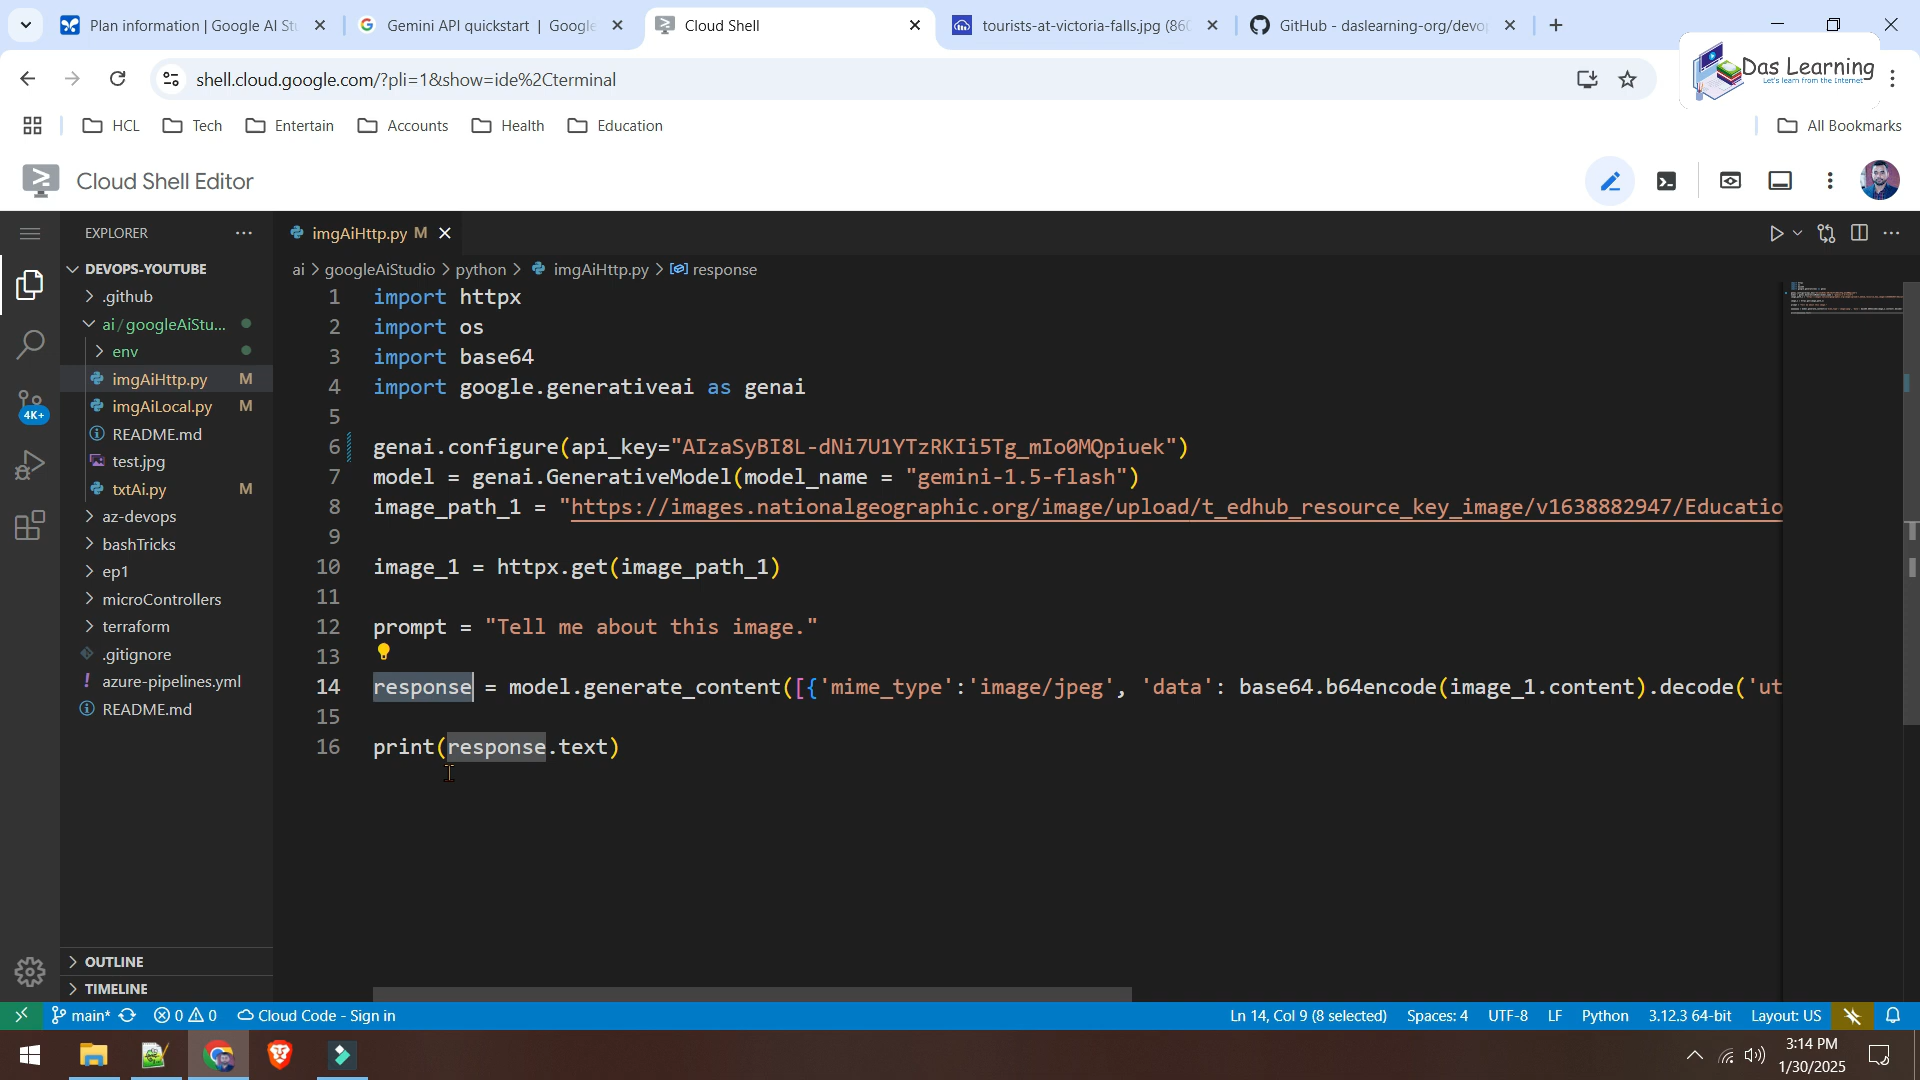 Plan information | Google AI Stu
Gemini API quickstart | Google
Cloud Shell
tourists-at-victoria-falls.jpg (860
GitHub - daslearning-org/devop
shell.cloud.google.com/?pli=1&show=ide%2Cterminal
Das Learning
Let's learn from the Internet
HCL
Tech
Entertain
Accounts
Health
Education
All Bookmarks
Cloud Shell Editor
EXPLORER
imgAiHttp.py M
DEVOPS-YOUTUBE
ai > googleAiStudio > python > imgAiHttp.py > response
.github
ai/googleAiStu...
env
imgAiHttp.py M
imgAiLocal.py M
README.md
test.jpg
txtAi.py M
az-devops
bashTricks
ep1
microControllers
terraform
.gitignore
azure-pipelines.yml
README.md
4K+
1 import httpx
2 import os
3 import base64
4 import google.generativeai as genai
5
6 genai.configure(api_key="AIzaSyBI8L-dNi7U1YTzRKIi5Tg_mIo0MQpiuek")
7 model = genai.GenerativeModel(model_name = "gemini-1.5-flash")
8 image_path_1 = "https://images.nationalgeographic.org/image/upload/t_edhub_resource_key_image/v1638882947/Educatio
9
10 image_1 = httpx.get(image_path_1)
11
12 prompt = "Tell me about this image."
13
14 response = model.generate_content([{'mime_type':'image/jpeg', 'data': base64.b64encode(image_1.content).decode('ut
15
16 print(response.text)
OUTLINE
TIMELINE
main*
0 0
Cloud Code - Sign in
Ln 14, Col 9 (8 selected)
Spaces: 4
UTF-8
LF
Python
3.12.3 64-bit
Layout: US
3:14 PM
1/30/2025